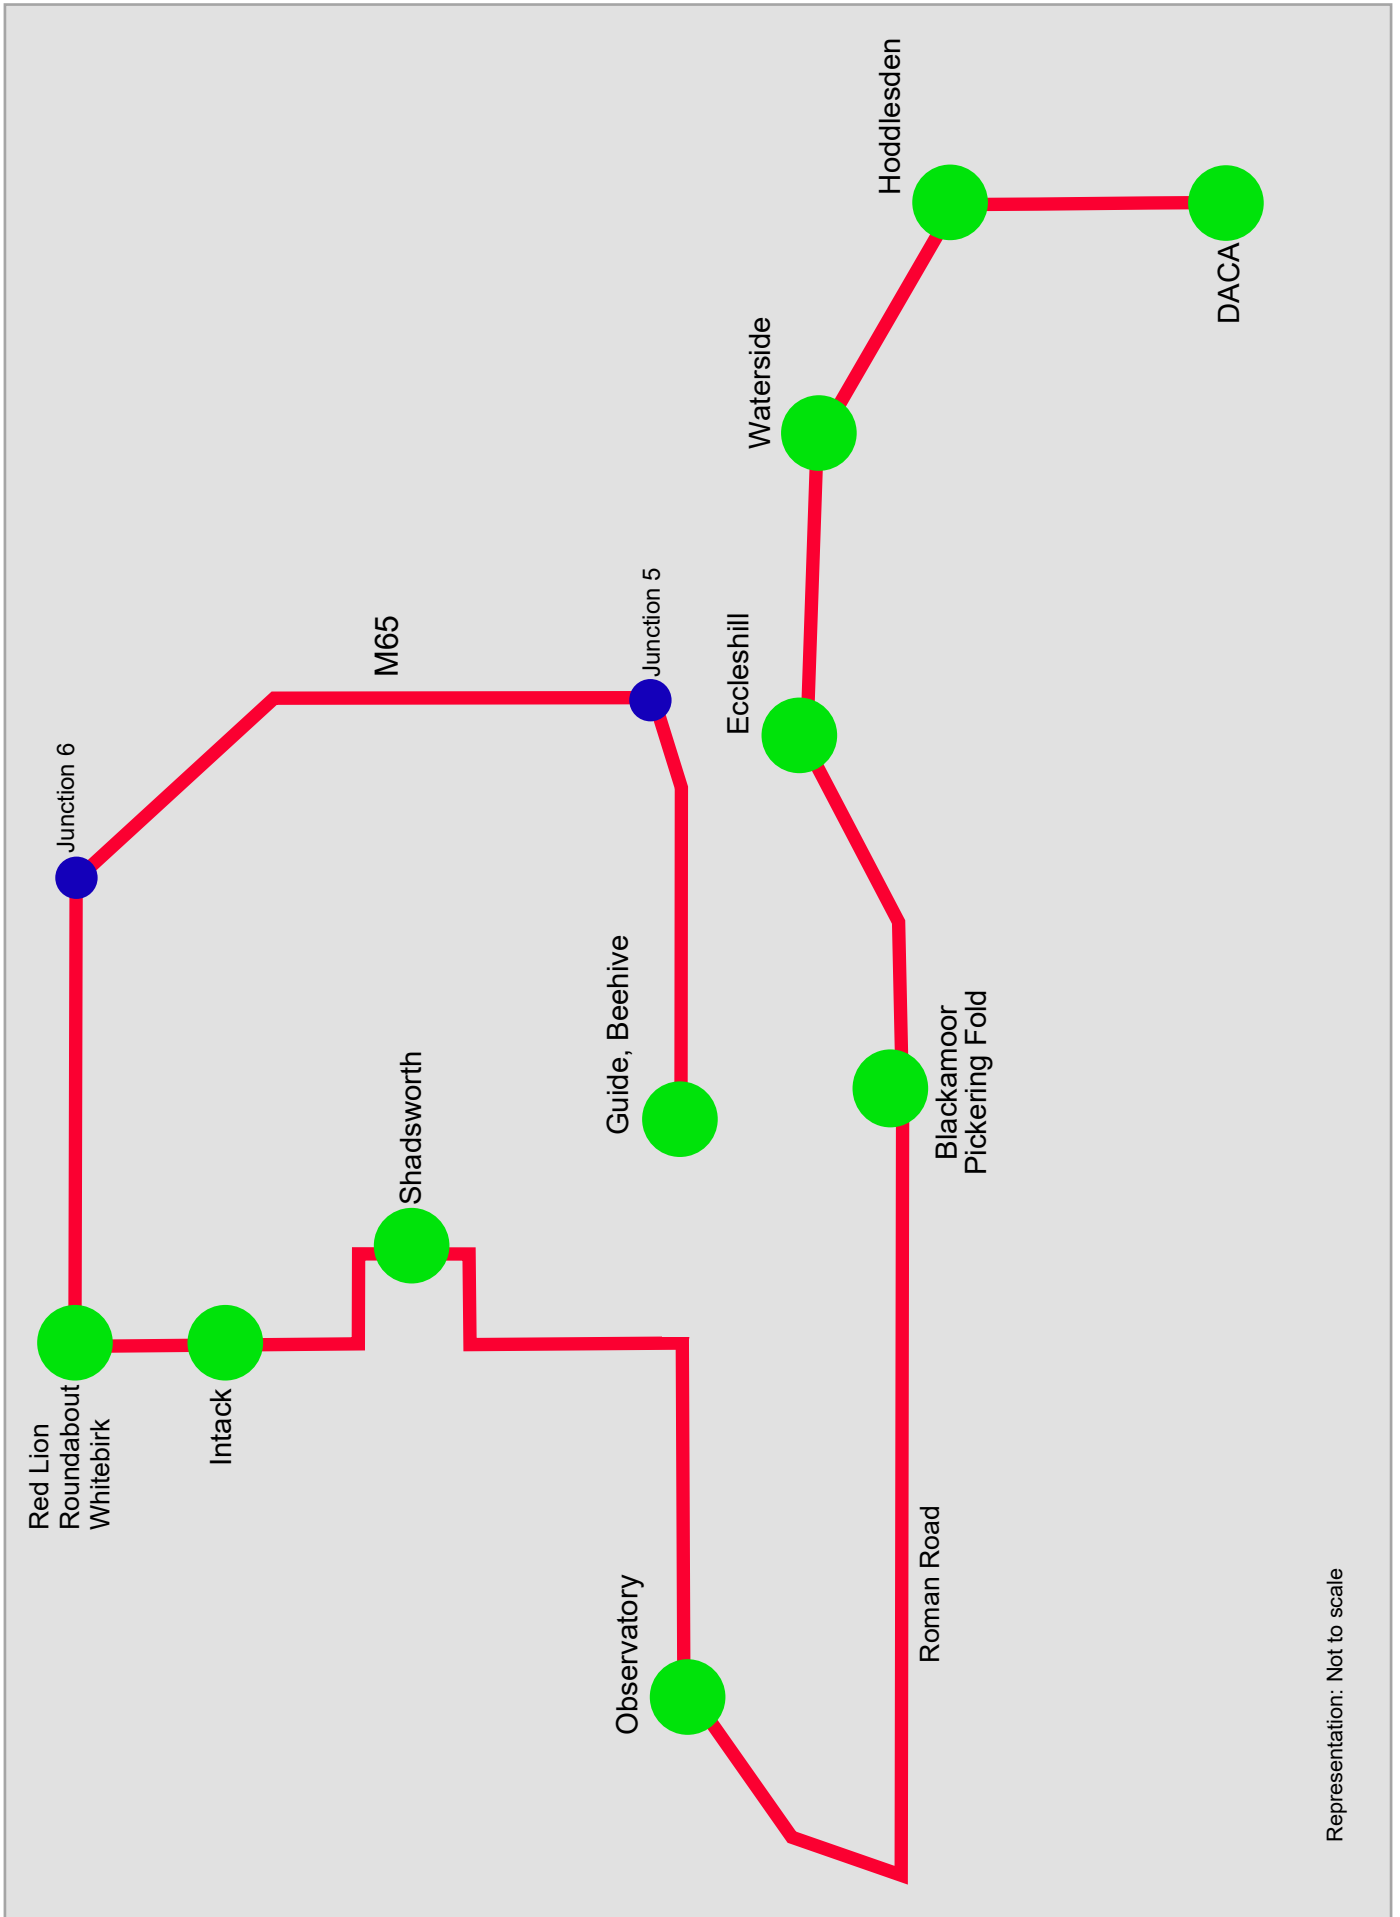 Red Lion
Roundabout
Whitebirk
Junction 6
Intack
Shadsworth
M65
Observatory
Guide, Beehive
Junction 5
Eccleshill
Waterside
Hoddlesden
Roman Road
Blackamoor
Pickering Fold
DACA
Representation: Not to scale